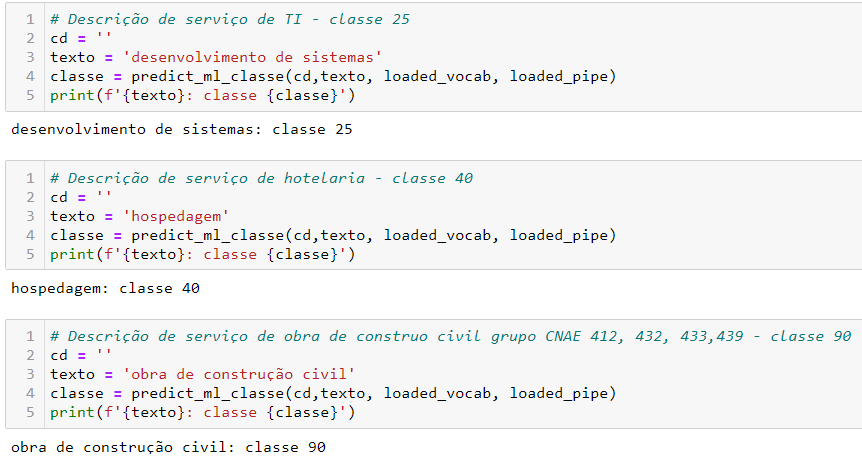 1 # Descrição de serviço de TI - classe 25
2 cd = ''
3 texto = 'desenvolvimento de sistemas'
4 classe = predict_ml_classe(cd,texto, loaded_vocab, loaded_pipe)
5 print(f'{texto}: classe {classe}')
desenvolvimento de sistemas: classe 25
1 # Descrição de serviço de hotelaria - classe 40
2 cd = ''
3 texto = 'hospedagem'
4 classe = predict_ml_classe(cd,texto, loaded_vocab, loaded_pipe)
5 print(f'{texto}: classe {classe}')
hospedagem: classe 40
1 # Descrição de serviço de obra de construo civil grupo CNAE 412, 432, 433,439 - classe 90
2 cd = ''
3 texto = 'obra de construção civil'
4 classe = predict_ml_classe(cd,texto, loaded_vocab, loaded_pipe)
5 print(f'{texto}: classe {classe}')
obra de construção civil: classe 90